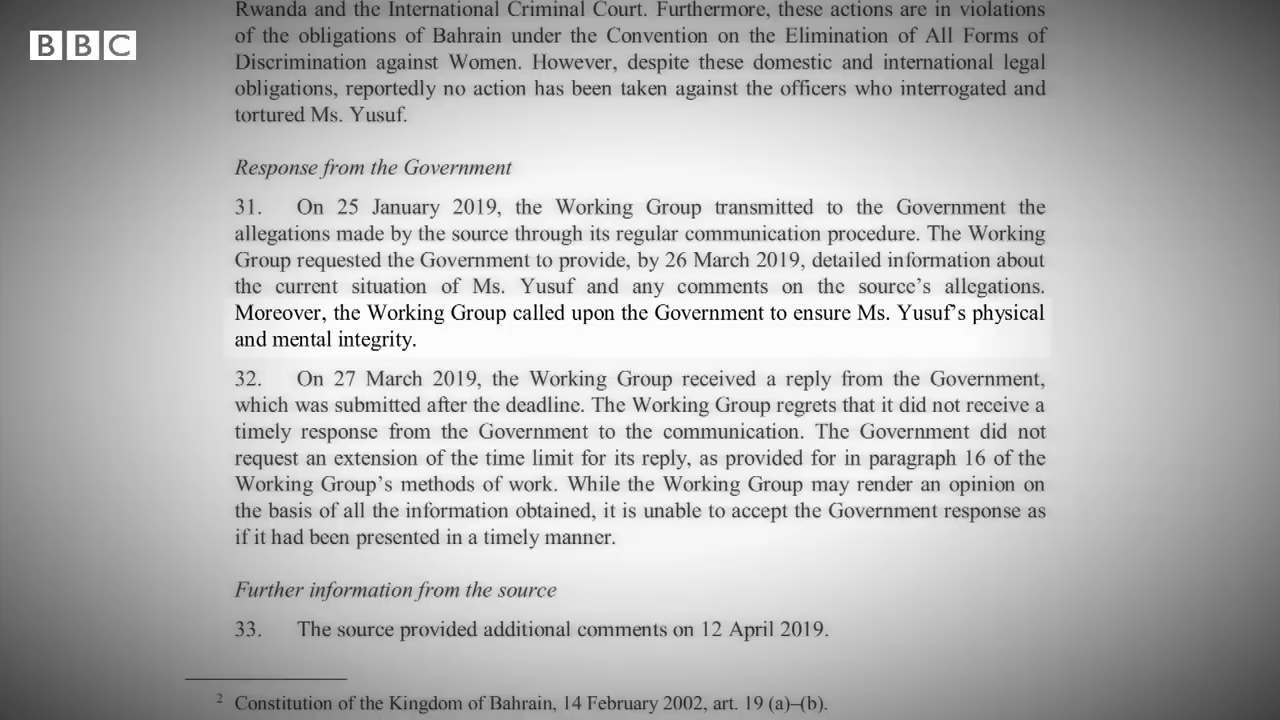 BBC
Rwanda and the International Criminal Court. Furthermore, these actions are in violations
of the obligations of Bahrain under the Convention on the Elimination of All Forms of
Discrimination against Women. However, despite these domestic and international legal
obligations, reportedly no action has been taken against the officers who interrogated and
tortured Ms. Yusuf.
Response from the Government
31. On 25 January 2019, the Working Group transmitted to the Government the
allegations made by the source through its regular communication procedure. The Working
Group requested the Government to provide, by 26 March 2019, detailed information about
the current situation of Ms. Yusuf and any comments on the source’s allegations.
Moreover, the Working Group called upon the Government to ensure Ms. Yusuf’s physical
and mental integrity.
32. On 27 March 2019, the Working Group received a reply from the Government,
which was submitted after the deadline. The Working Group regrets that it did not receive a
timely response from the Government to the communication. The Government did not
request an extension of the time limit for its reply, as provided for in paragraph 16 of the
Working Group’s methods of work. While the Working Group may render an opinion on
the basis of all the information obtained, it is unable to accept the Government response as
if it had been presented in a timely manner.
Further information from the source
33. The source provided additional comments on 12 April 2019.
2 Constitution of the Kingdom of Bahrain, 14 February 2002, art. 19 (a)–(b).